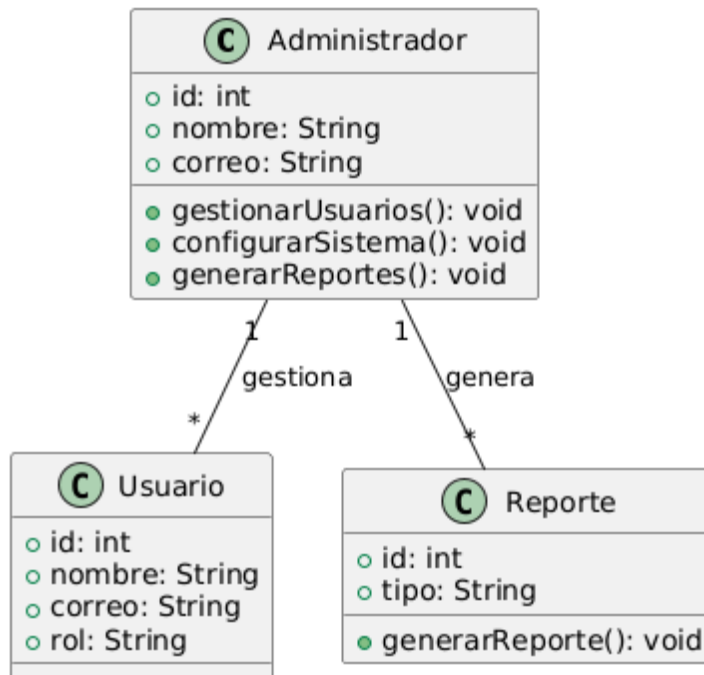 C Administrador
id: int
nombre: String
correo: String
gestionarUsuarios(): void
configurarSistema(): void
generarReportes(): void
1
1
gestiona
genera
*
*
C Usuario
id: int
nombre: String
correo: String
rol: String
C Reporte
id: int
tipo: String
generarReporte(): void